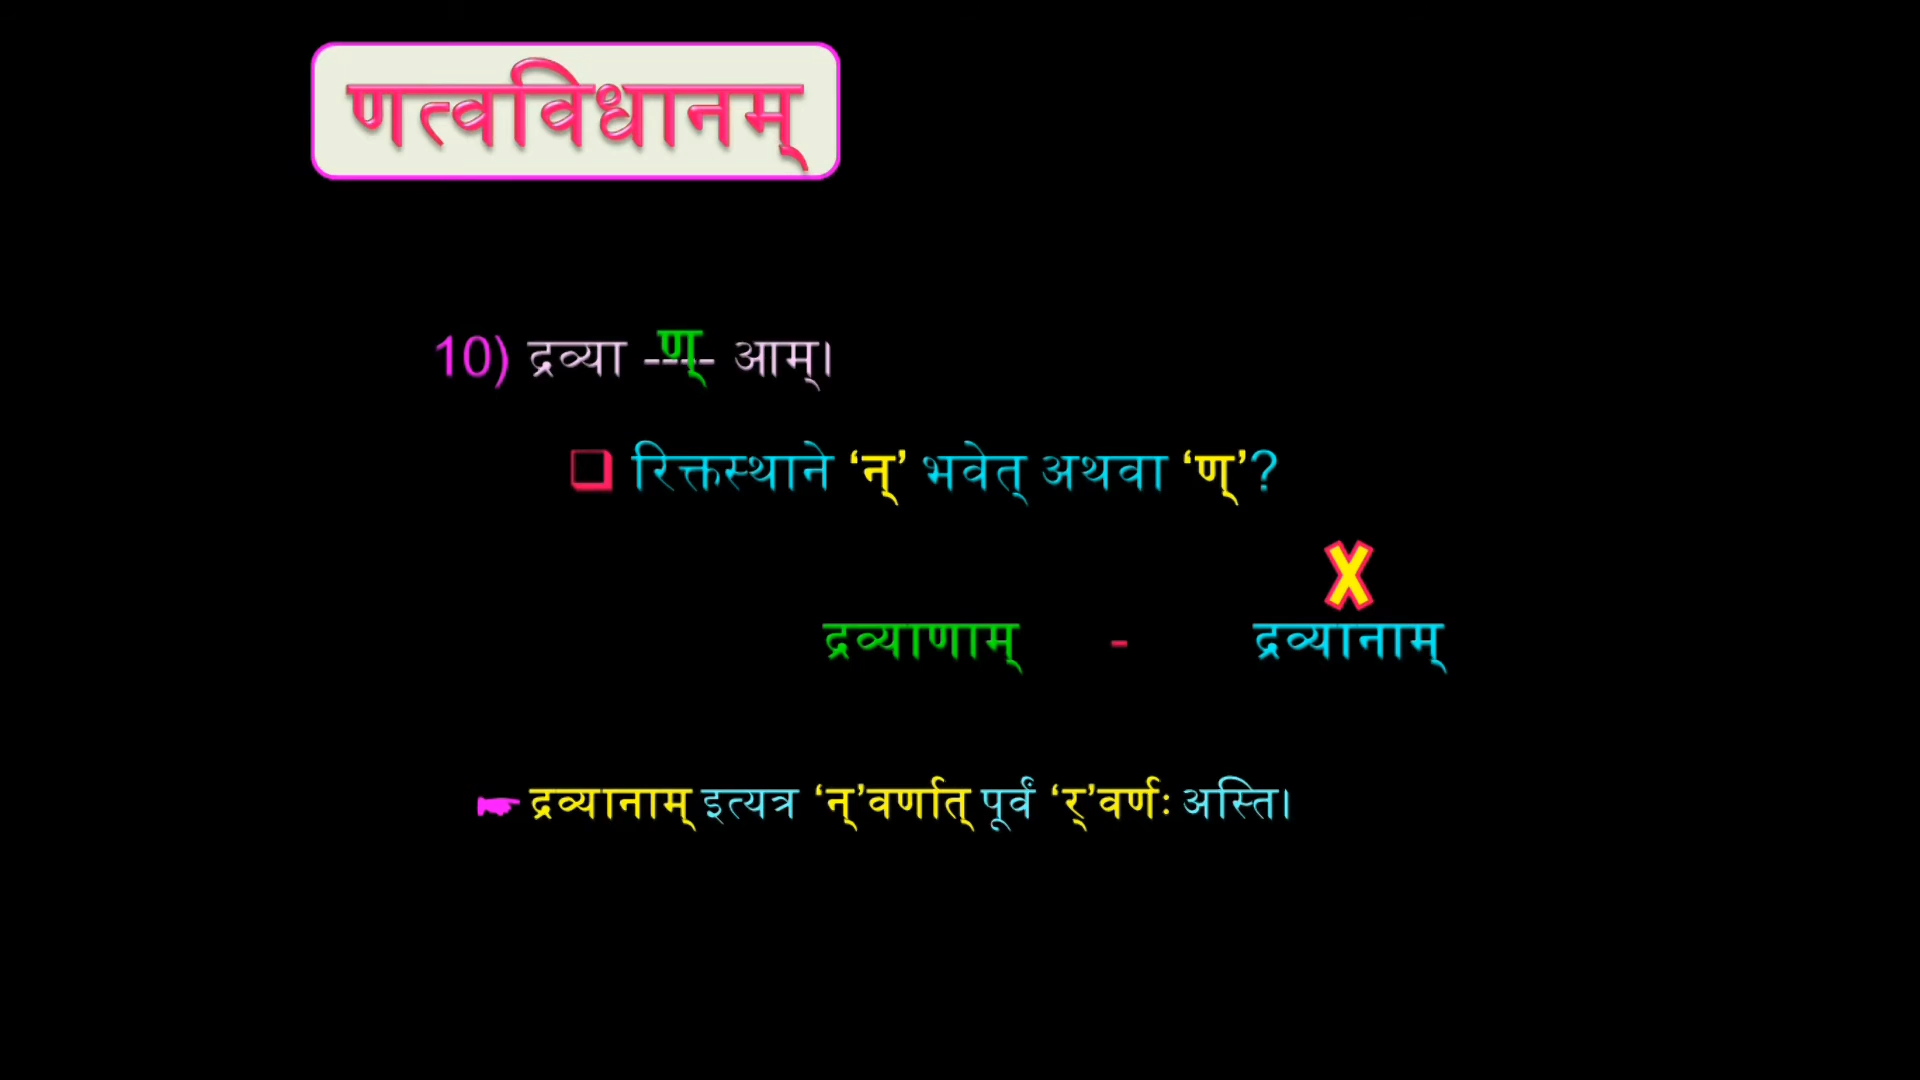 णत्वविधानम्
10) द्रव्या --ण्-- आम्।
रिक्तस्थाने ‘न्’ भवेत् अथवा ‘ण्’?
X
द्रव्याणाम् - द्रव्यानाम्
द्रव्यानाम् इत्यत्र ‘न्’वर्णात् पूर्वं ‘र्’वर्णः अस्ति।